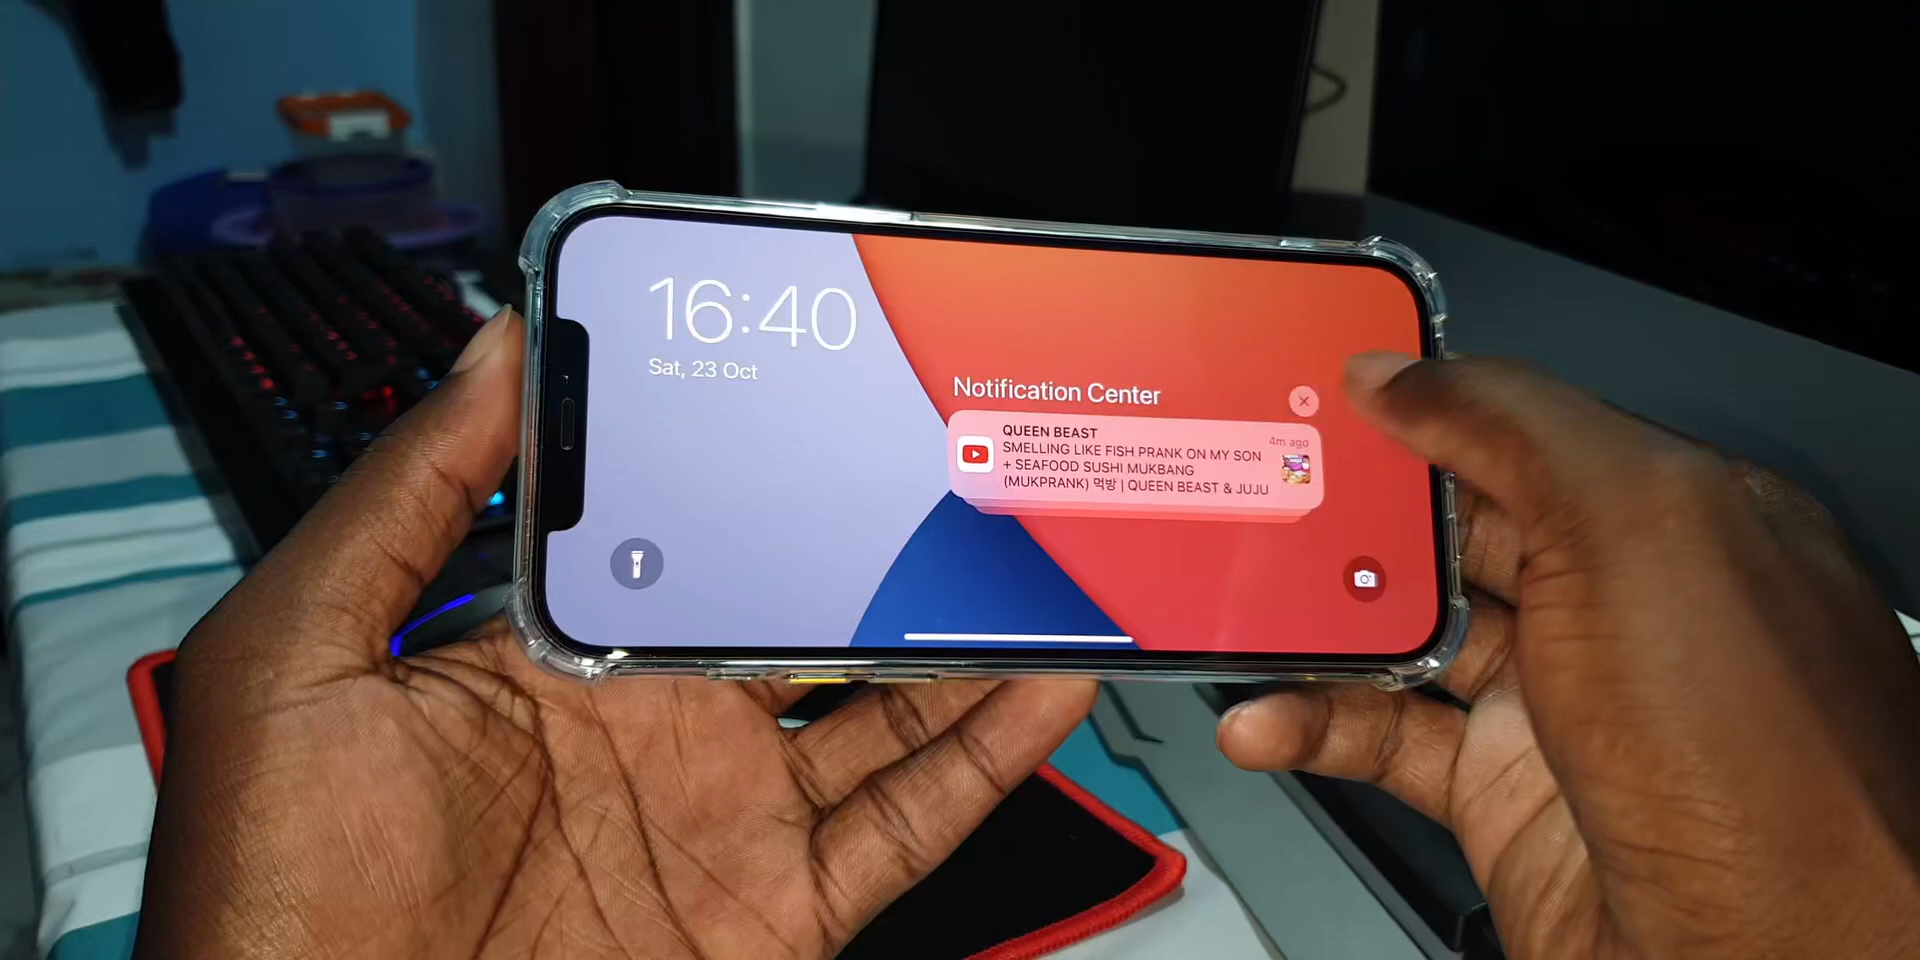 16:40
Sat, 23 Oct
Notification Center
QUEEN BEAST
4m ago
SMELLING LIKE FISH PRANK ON MY SON
+ SEAFOOD SUSHI MUKBANG
(MUKPRANK) 먹방 | QUEEN BEAST & JUJU